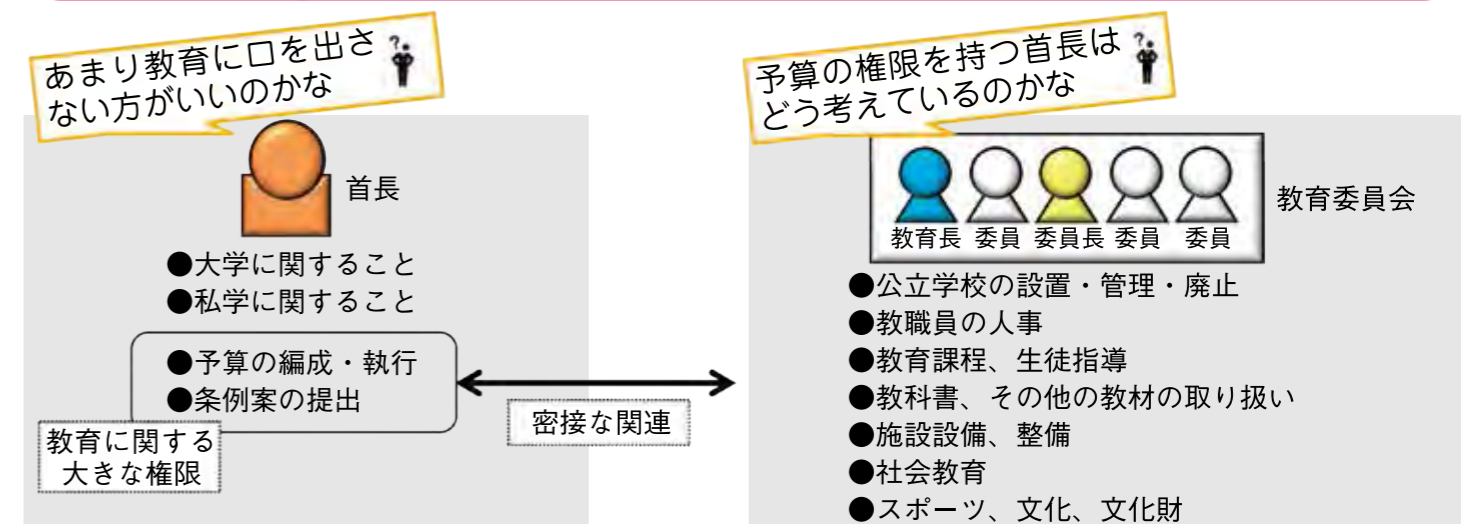 あまり教育に口を出さ
ない方がいいのかな
首長
●大学に関すること
●私学に関すること
●予算の編成・執行
●条例案の提出
教育に関する
大きな権限
密接な関連
予算の権限を持つ首長は
どう考えているのかな
教育長 委員 委員長 委員 委員
教育委員会
●公立学校の設置・管理・廃止
●教職員の人事
●教育課程、生徒指導
●教科書、その他の教材の取り扱い
●施設設備、整備
●社会教育
●スポーツ、文化、文化財